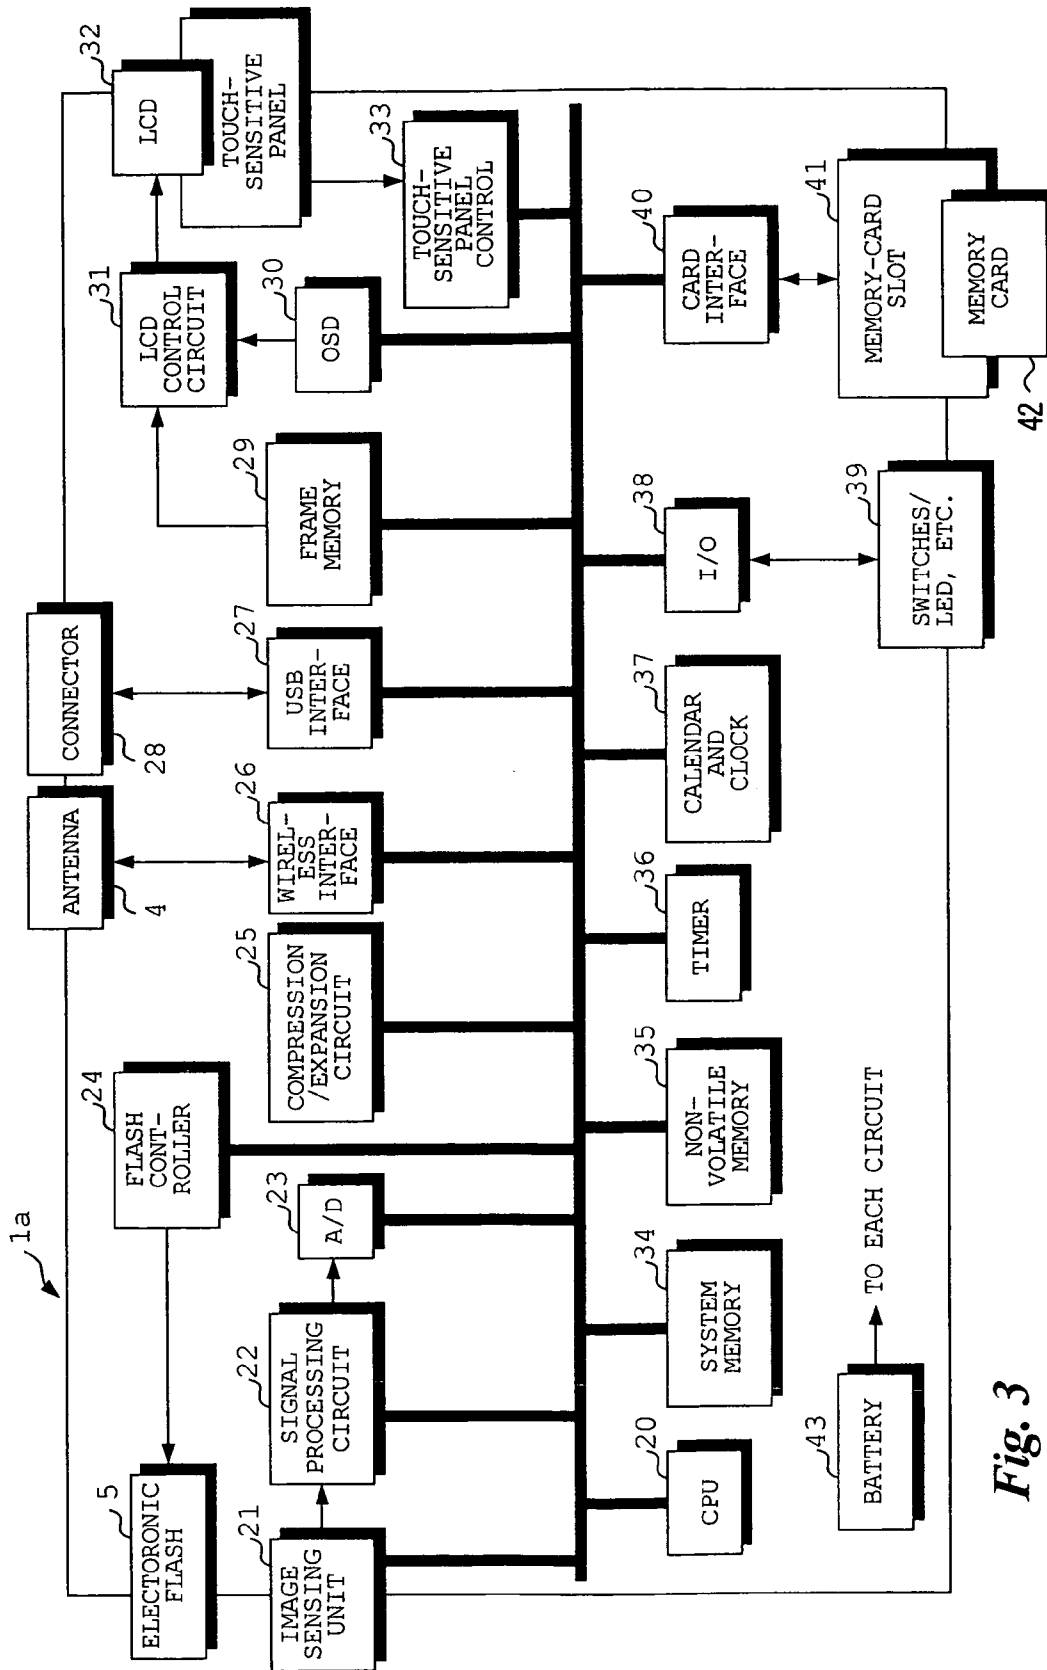 1a
5
ELECTORONIC
FLASH
24
FLASH
CONT-
ROLLER
ANTENNA
4
CONNECTOR
28
31
LCD
CONTROL
CIRCUIT
32
LCD
TOUCH-
SENSITIVE
PANEL
21
IMAGE
SENSING
UNIT
22
SIGNAL
PROCESSING
CIRCUIT
23
A/D
25
COMPRESSION
/EXPANSION
CIRCUIT
26
WIREL-
ESS
INTER-
FACE
27
USB
INTER-
FACE
29
FRAME
MEMORY
30
OSD
33
TOUCH-
SENSITIVE
PANEL
CONTROL
20
CPU
34
SYSTEM
MEMORY
35
NON-
VOLATILE
MEMORY
36
TIMER
37
CALENDAR
AND
CLOCK
38
I/O
40
CARD
INTER-
FACE
43
BATTERY
TO EACH CIRCUIT
39
SWITCHES/
LED, ETC.
41
MEMORY-CARD
SLOT
MEMORY
CARD
42
Fig. 3